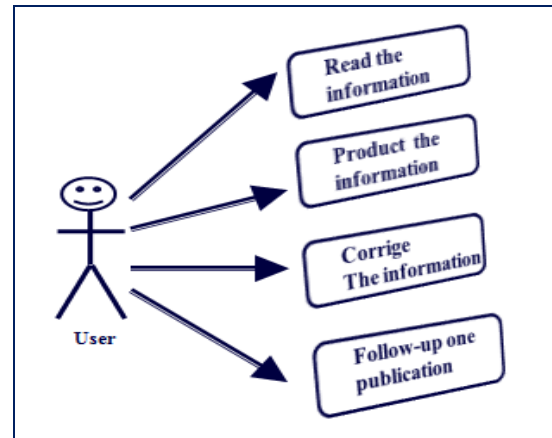 Read the
information
Product the
information
Corrige
The information
Follow-up one
publication
User